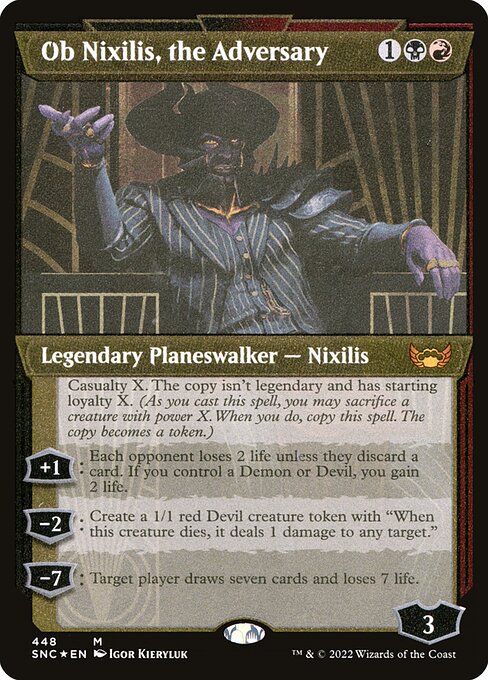 Ob Nixilis, the Adversary 1
Legendary Planeswalker — Nixilis
Casualty X. The copy isn't legendary and has starting
loyalty X. (As you cast this spell, you may sacrifice a
creature with power X. When you do, copy this spell. The
copy becomes a token.)
+1: Each opponent loses 2 life unless they discard a
card. If you control a Demon or Devil, you gain
2 life.
−2: Create a 1/1 red Devil creature token with “When
this creature dies, it deals 1 damage to any target.”
−7: Target player draws seven cards and loses 7 life.
3
448 M
SNC★EN Igor Kieryluk
™ & © 2022 Wizards of the Coast